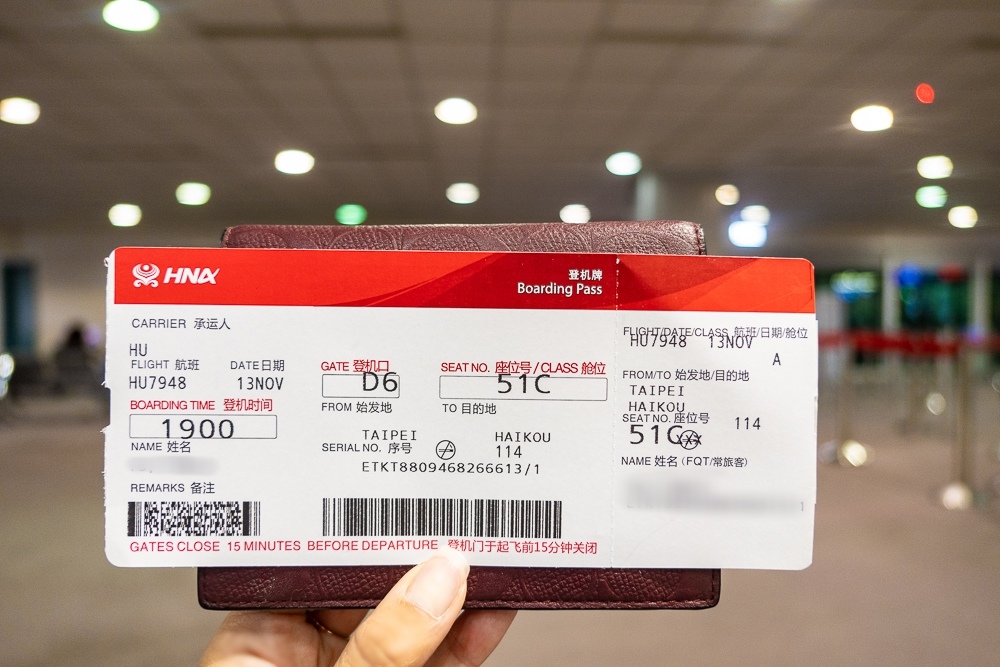 HNA
登机牌
Boarding Pass
CARRIER 承运人
HU
FLIGHT 航班 DATE日期
HU7948 13NOV
BOARDING TIME 登机时间
1900
NAME 姓名
REMARKS 备注
GATE 登机口
D6
SEAT NO. 座位号/CLASS 舱位
51C
FROM 始发地 TO 目的地
TAIPEI HAIKOU
SERIAL NO. 序号 114
ETKT8809468266613/1
GATES CLOSE 15 MINUTES BEFORE DEPARTURE 登机门于起飞前15分钟关闭
FLIGHT/DATE/CLASS 航班/日期/舱位
HU7948 13NOV
A
FROM/TO 始发地/目的地
TAIPEI
HAIKOU
SEAT NO. 座位号
51C 114
NAME 姓名 (FQT/常旅客)